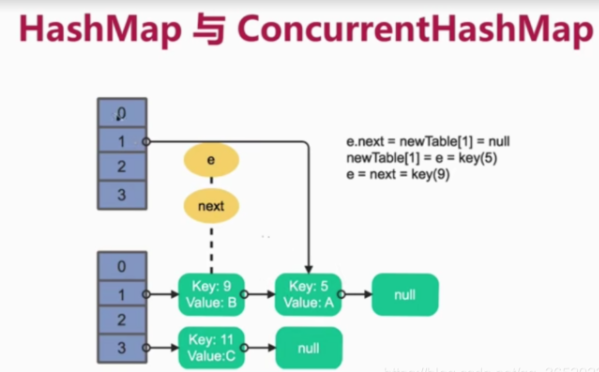 HashMap 与 ConcurrentHashMap
0
1
2
3
e
next
e.next = newTable[1] = null
newTable[1] = e = key(5)
e = next = key(9)
0
1
2
3
Key: 9
Value: B
Key: 5
Value: A
null
Key: 11
Value:C
null